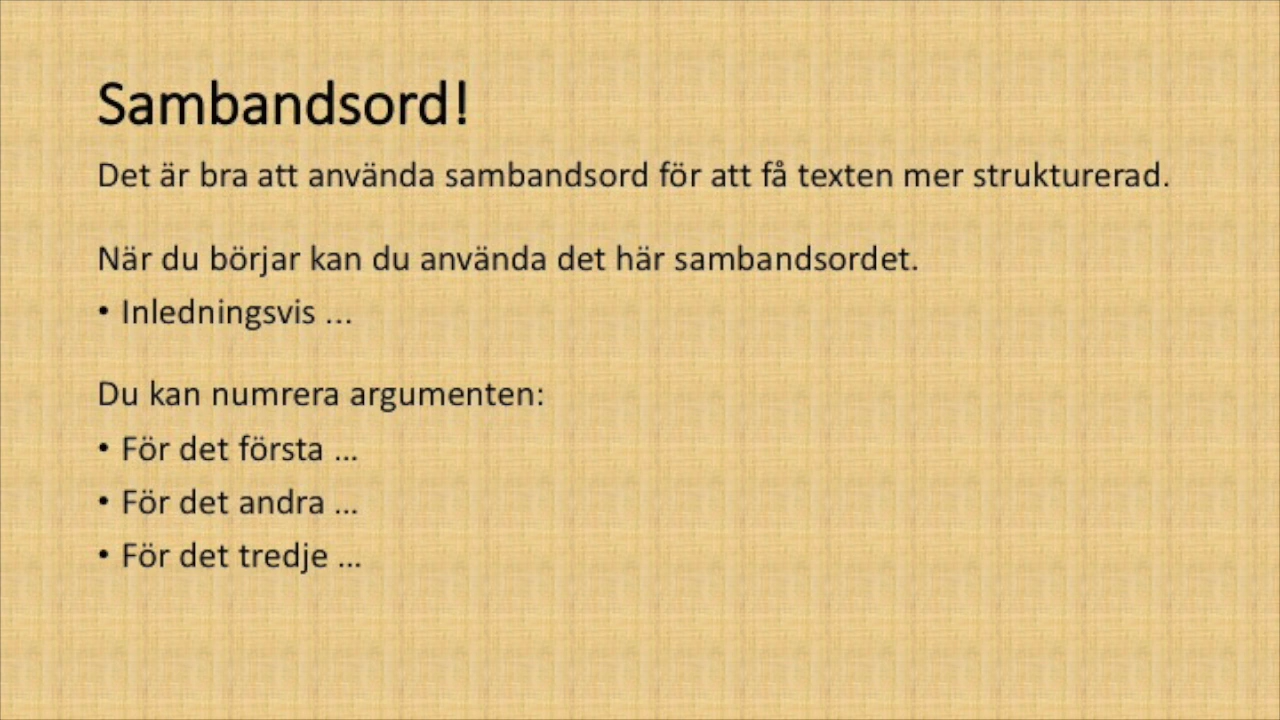 Sambandsord!
Det är bra att använda sambandsord för att få texten mer strukturerad.
När du börjar kan du använda det här sambandsordet.
• Inledningsvis ...
Du kan numrera argumenten:
• För det första ...
• För det andra ...
• För det tredje ...